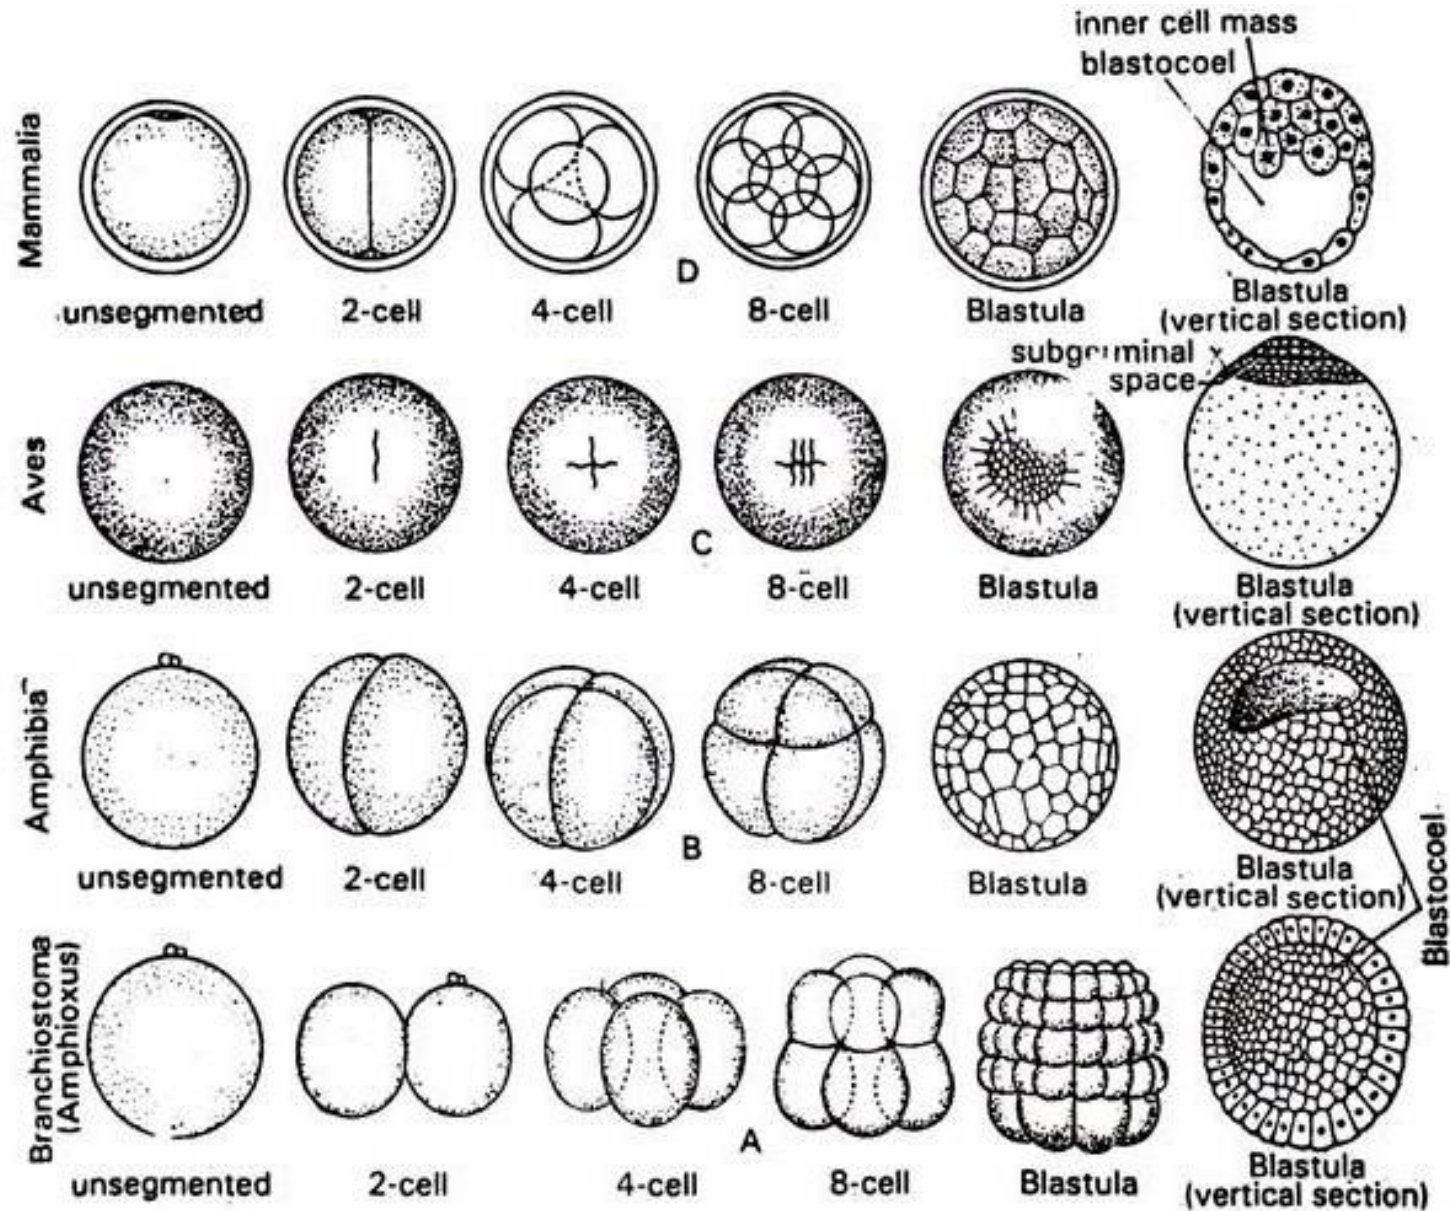 inner cell mass
blastocoel
Mammalia
D
unsegmented
2-cell
4-cell
8-cell
Blastula
Blastula
(vertical section)
subgerminal
space
Aves
C
unsegmented
2-cell
4-cell
8-cell
Blastula
Blastula
(vertical section)
Amphibia
B
unsegmented
2-cell
4-cell
8-cell
Blastula
Blastula
(vertical section)
Blastocoel
Branchiostoma
(Amphioxus)
A
unsegmented
2-cell
4-cell
8-cell
Blastula
Blastula
(vertical section)